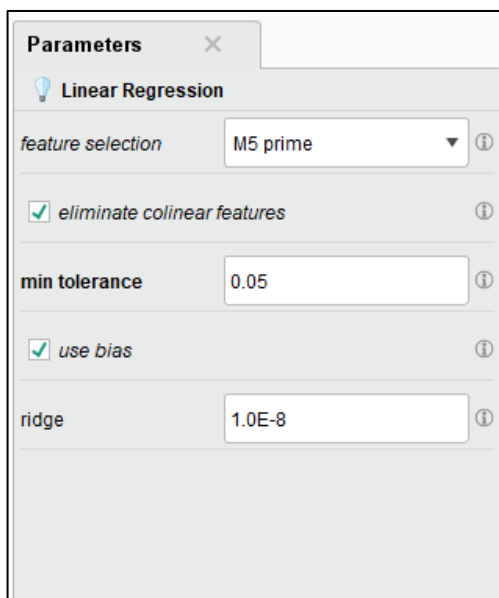 Parameters
Linear Regression
feature selection M5 prime
eliminate colinear features
min tolerance 0.05
use bias
ridge 1.0E-8